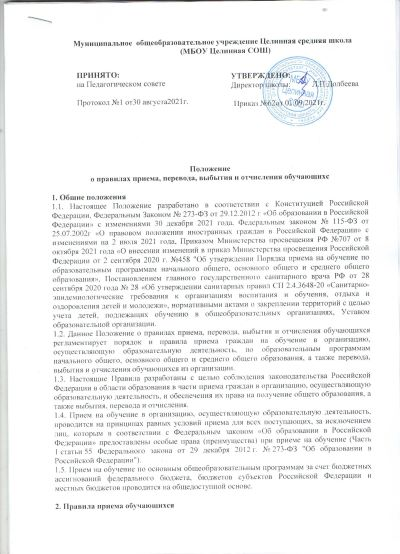 Муниципальное общеобразовательное учреждение Целинная средняя школа
(МБОУ Целинная СОШ)
ПРИНЯТО:
на Педагогическом совете
Протокол №1 от30 августа2021г.
УТВЕРЖДЕНО:
Директор школы: Л.П.Долбеева
Приказ №62от 01.09.2021г.
Положение
о правилах приема, перевода, выбытия и отчисления обучающихс
1. Общие положения
1.1. Настоящее Положение разработано в соответствии с Конституцией Российской
Федерации, Федеральным Законом № 273-ФЗ от 29.12.2012 г «Об образовании в Российской
Федерации» с изменениями 30 декабря 2021 года, Федеральным законом № 115-ФЗ от
25.07.2002г «О правовом положении иностранных граждан в Российской Федерации» с
изменениями на 2 июля 2021 года, Приказом Министерства просвещения РФ №707 от 8
октября 2021 года «О внесении изменений в приказ Министерства просвещения Российской
Федерации от 2 сентября 2020 г. №458 "Об утверждении Порядка приема на обучение по
образовательным программам начального общего, основного общего и среднего общего
образования», Постановлением главного государственного санитарного врача РФ от 28
сентября 2020 года № 28 «Об утверждении санитарных правил СП 2.4.3648-20 «Санитарно-
эпидемиологические требования к организациям воспитания и обучения, отдыха и
оздоровления детей и молодежи», нормативными актами о закреплении территорий с целью
учета детей, подлежащих обучению в общеобразовательных организациях, Уставом
образовательной организации.
1.2. Данное Положение о правилах приема, перевода, выбытия и отчисления обучающихся
регламентирует порядок и правила приема граждан на обучение в организацию,
осуществляющую образовательную деятельность, по образовательным программам
начального общего, основного общего и среднего общего образования, а также перевода,
выбытия и отчисления обучающихся из организации.
1.3. Настоящие Правила разработаны с целью соблюдения законодательства Российской
Федерации в области образования в части приема граждан в организацию, осуществляющую
образовательную деятельность, и обеспечения их права на получение общего образования, а
также выбытия, перевода и отчисления.
1.4. Прием на обучение в организацию, осуществляющую образовательную деятельность,
проводится на принципах равных условий приема для всех поступающих, за исключением
лиц, которым в соответствии с Федеральным законом «Об образовании в Российской
Федерации» предоставлены особые права (преимущества) при приеме на обучение (Часть
1 статьи 55 Федерального закона от 29 декабря 2012 г. № 273-ФЗ "Об образовании в
Российской Федерации").
1.5. Прием на обучение по основным общеобразовательным программам за счет бюджетных
ассигнований федерального бюджета, бюджетов субъектов Российской Федерации и
местных бюджетов проводится на общедоступной основе.
2. Правила приема обучающихся